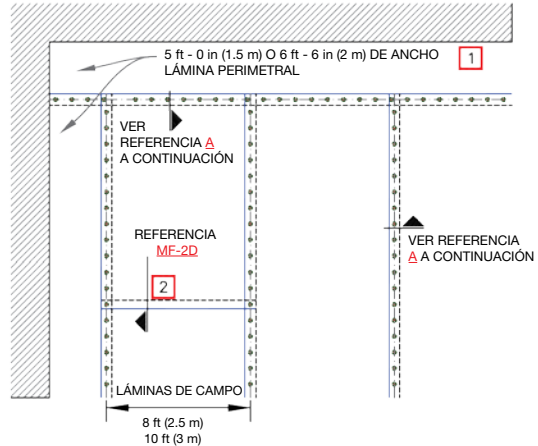 5 ft - 0 in (1.5 m) O 6 ft - 6 in (2 m) DE ANCHO
LÁMINA PERIMETRAL
1
VER
REFERENCIA A
A CONTINUACIÓN
REFERENCIA
MF-2D
2
VER REFERENCIA
A A CONTINUACIÓN
LÁMINAS DE CAMPO
8 ft (2.5 m)
10 ft (3 m)